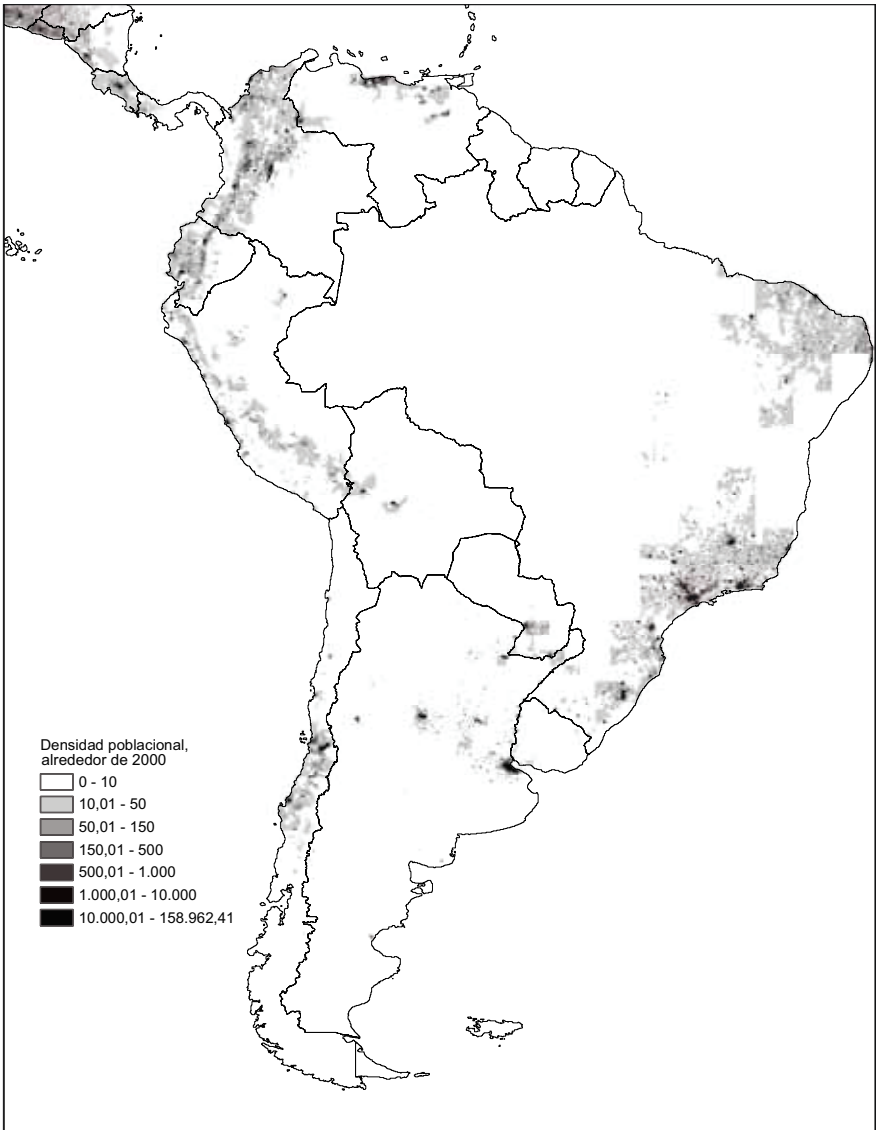 Densidad poblacional,
alrededor de 2000
0 - 10
10,01 - 50
50,01 - 150
150,01 - 500
500,01 - 1.000
1.000,01 - 10.000
10.000,01 - 158.962,41